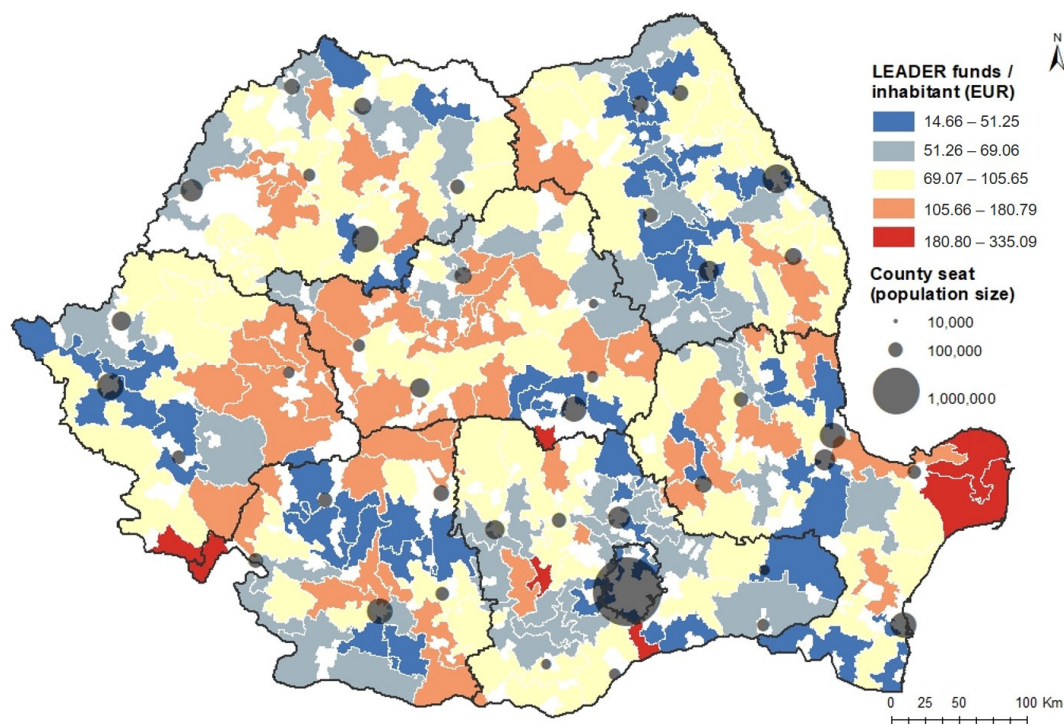 N
LEADER funds /
inhabitant (EUR)
14.66 – 51.25
51.26 – 69.06
69.07 – 105.65
105.66 – 180.79
180.80 – 335.09
County seat
(population size)
10,000
100,000
1,000,000
0 25 50 100 Km